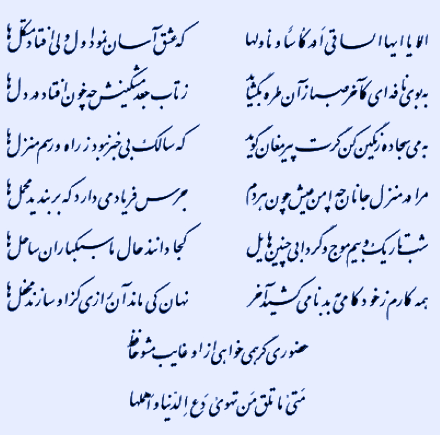 الا یا ایها الساقی ادر کأسا و ناولها که عشق آسان نمود اول ولی افتاد مشکل‌ها
به بوی نافه‌ای کاخر صبا زان طره بگشاید ز تاب جعد مشکینش چه خون افتاد در دل‌ها
به می سجاده رنگین کن گرت پیر مغان گوید که سالک بی‌خبر نبود ز راه و رسم منزل‌ها
مرا در منزل جانان چه امن عیش چون هر دم جرس فریاد می‌دارد که بربندید محمل‌ها
شب تاریک و بیم موج و گردابی چنین هایل کجا دانند حال ما سبکباران ساحل‌ها
همه کارم ز خود کامی به بدنامی کشید آخر نهان کی ماند آن رازی کزو سازند محفل‌ها
حضوری گر همی‌خواهی از او غایب مشو حافظ
متی ما تلق من تهوی دع الدنیا و اهملها